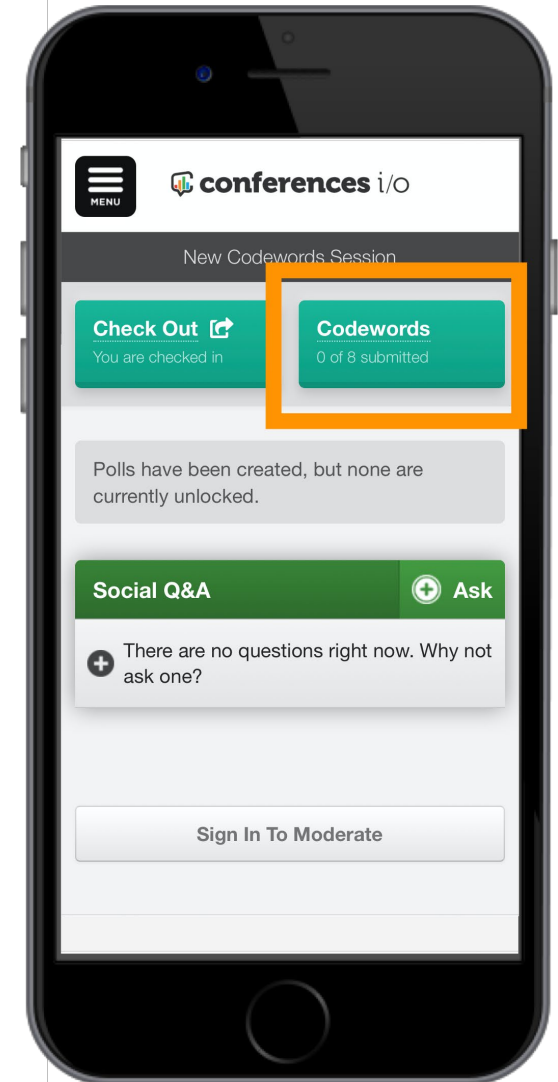 MENU
conferences i/o
New Codewords Session
Check Out
You are checked in
Codewords
0 of 8 submitted
Polls have been created, but none are
currently unlocked.
Social Q&A
Ask
There are no questions right now. Why not
ask one?
Sign In To Moderate